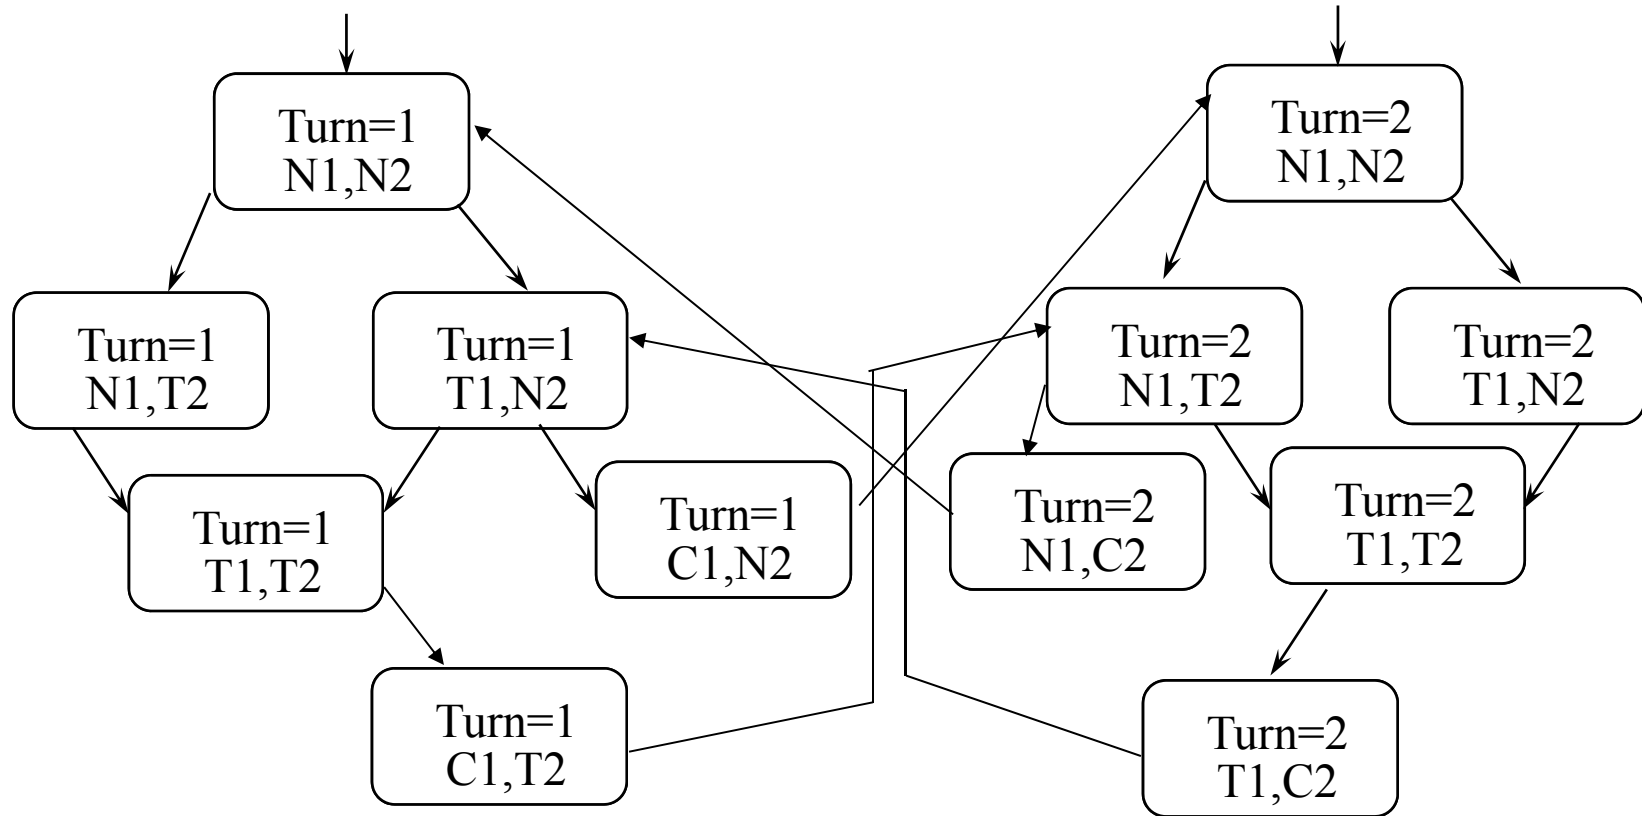 Turn=1
N1,N2
Turn=2
N1,N2
Turn=1
N1,T2
Turn=1
T1,N2
Turn=2
N1,T2
Turn=2
T1,N2
Turn=1
T1,T2
Turn=1
C1,N2
Turn=2
N1,C2
Turn=2
T1,T2
Turn=1
C1,T2
Turn=2
T1,C2